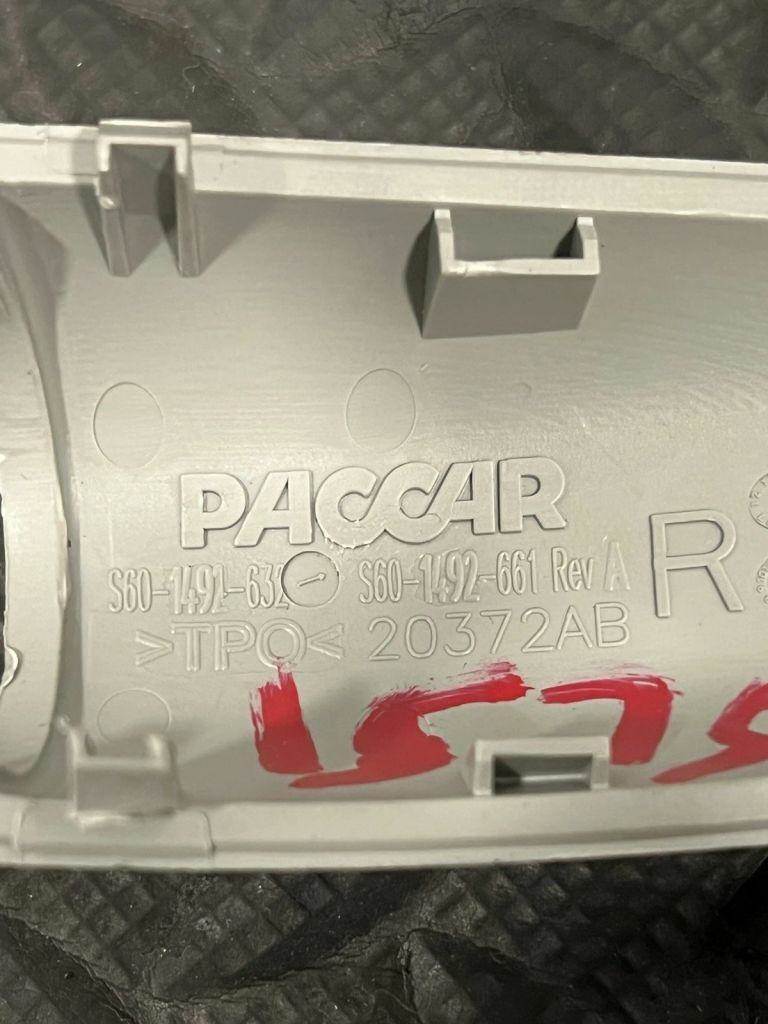 PACCAR
S60-1492-632 S60-1492-661 Rev A
>TPO< 20372AB
R